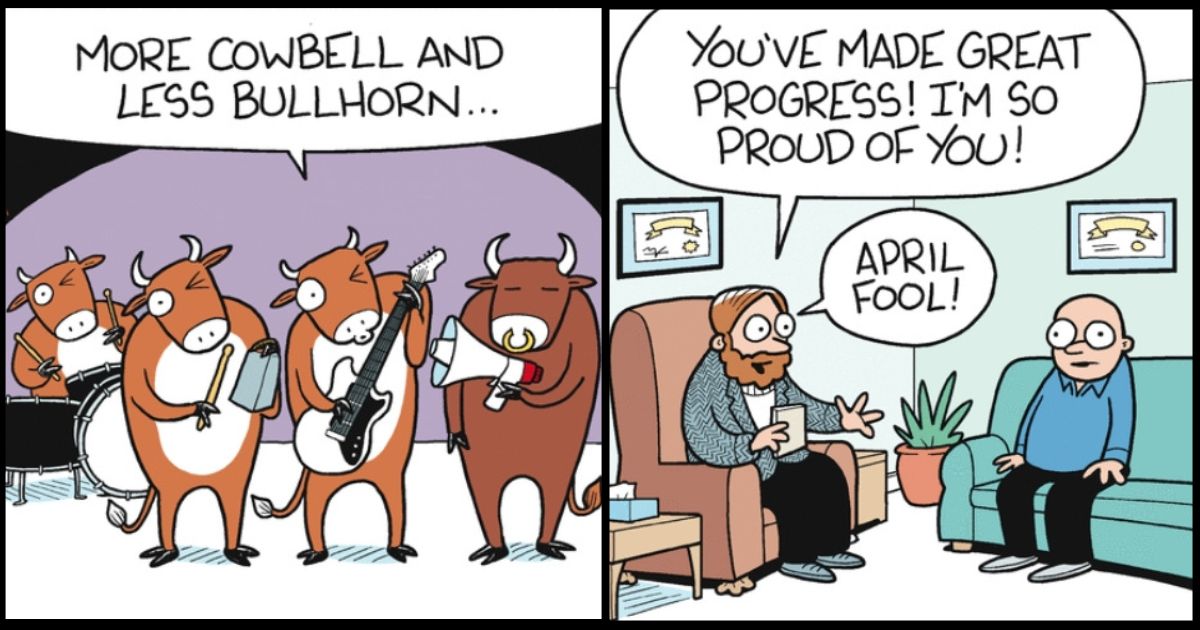 MORE COWBELL AND
LESS BULLHORN...
YOU'VE MADE GREAT
PROGRESS! I'M SO
PROUD OF YOU!
APRIL
FOOL!